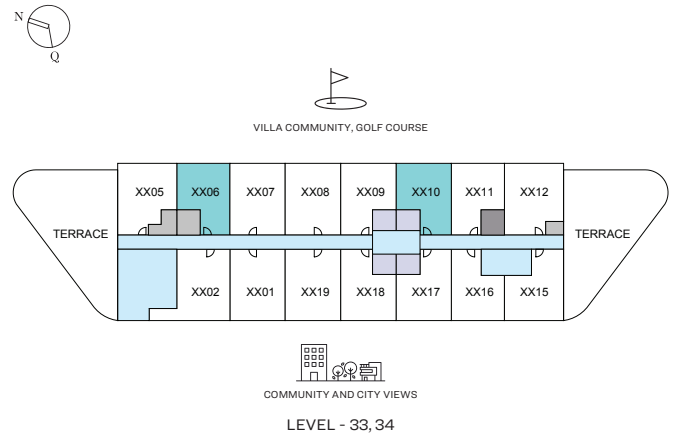 N
Q
VILLA COMMUNITY, GOLF COURSE
XX05 XX06 XX07 XX08 XX09 XX10 XX11 XX12
TERRACE TERRACE
XX02 XX01 XX19 XX18 XX17 XX16 XX15
COMMUNITY AND CITY VIEWS
LEVEL - 33, 34